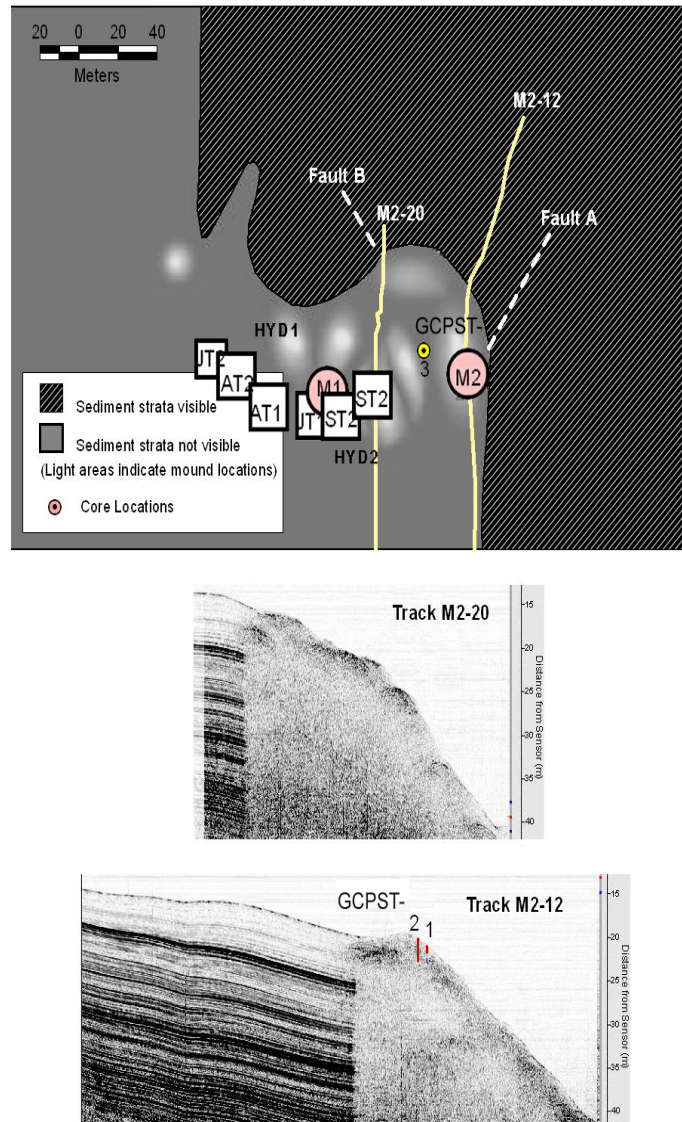 20 0 20 40
Meters
M2-12
Fault B
M2-20
Fault A
HYD1
GCPST-
3
JT2
AT2
AT1
M1
JT
ST2
ST2
M2
HYD2
Sediment strata visible
Sediment strata not visible
(Light areas indicate mound locations)
Core Locations
Track M2-20
-15
-20
-25
-30
-35
-40
Distance from Sensor (m)
GCPST-
2 1
Track M2-12
-15
-20
-25
-30
-35
-40
Distance from Sensor (m)